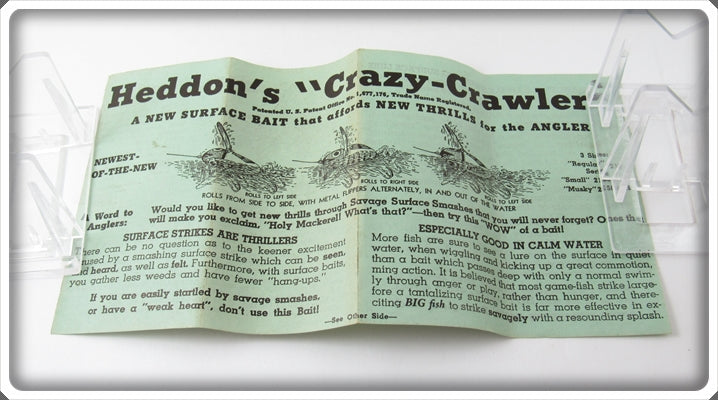 Heddon's "Crazy-Crawler"
Patented U. S. Patent Office No. 1,677,176, Trade Name Registered.
A NEW SURFACE BAIT that affords NEW THRILLS for the ANGLER
NEWEST-
OF-THE-NEW
ROLLS TO LEFT SIDE
ROLLS TO RIGHT SIDE
ROLLS TO LEFT SIDE
ROLLS FROM SIDE TO SIDE, WITH METAL FLIPPERS ALTERNATELY, IN AND OUT OF THE WATER
3
"Regular
"Small"
"Musky"
A Word to
Anglers:
Would you like to get new thrills through Savage Surface Smashes that you will never forget? Ones that
will make you exclaim, "Holy Mackerel! What's that?"—then try this "WOW" of a bait!
SURFACE STRIKES ARE THRILLERS
There can be no question as to the keener excitement
caused by a smashing surface strike which can be seen,
and heard, as well as felt. Furthermore, with surface baits,
you gather less weeds and have fewer "hang-ups."
If you are easily startled by savage smashes,
or have a "weak heart", don't use this Bait!
ESPECIALLY GOOD IN CALM WATER
More fish are sure to see a lure on the surface in quiet
water, when wiggling and kicking up a great commotion,
than a bait which passes deep with only a normal swim-
ming action. It is believed that most game-fish strike large-
ly through anger or play, rather than hunger, and there-
fore a tantalizing surface bait is far more effective in ex-
citing BIG fish to strike savagely with a resounding splash.
—See Other Side—